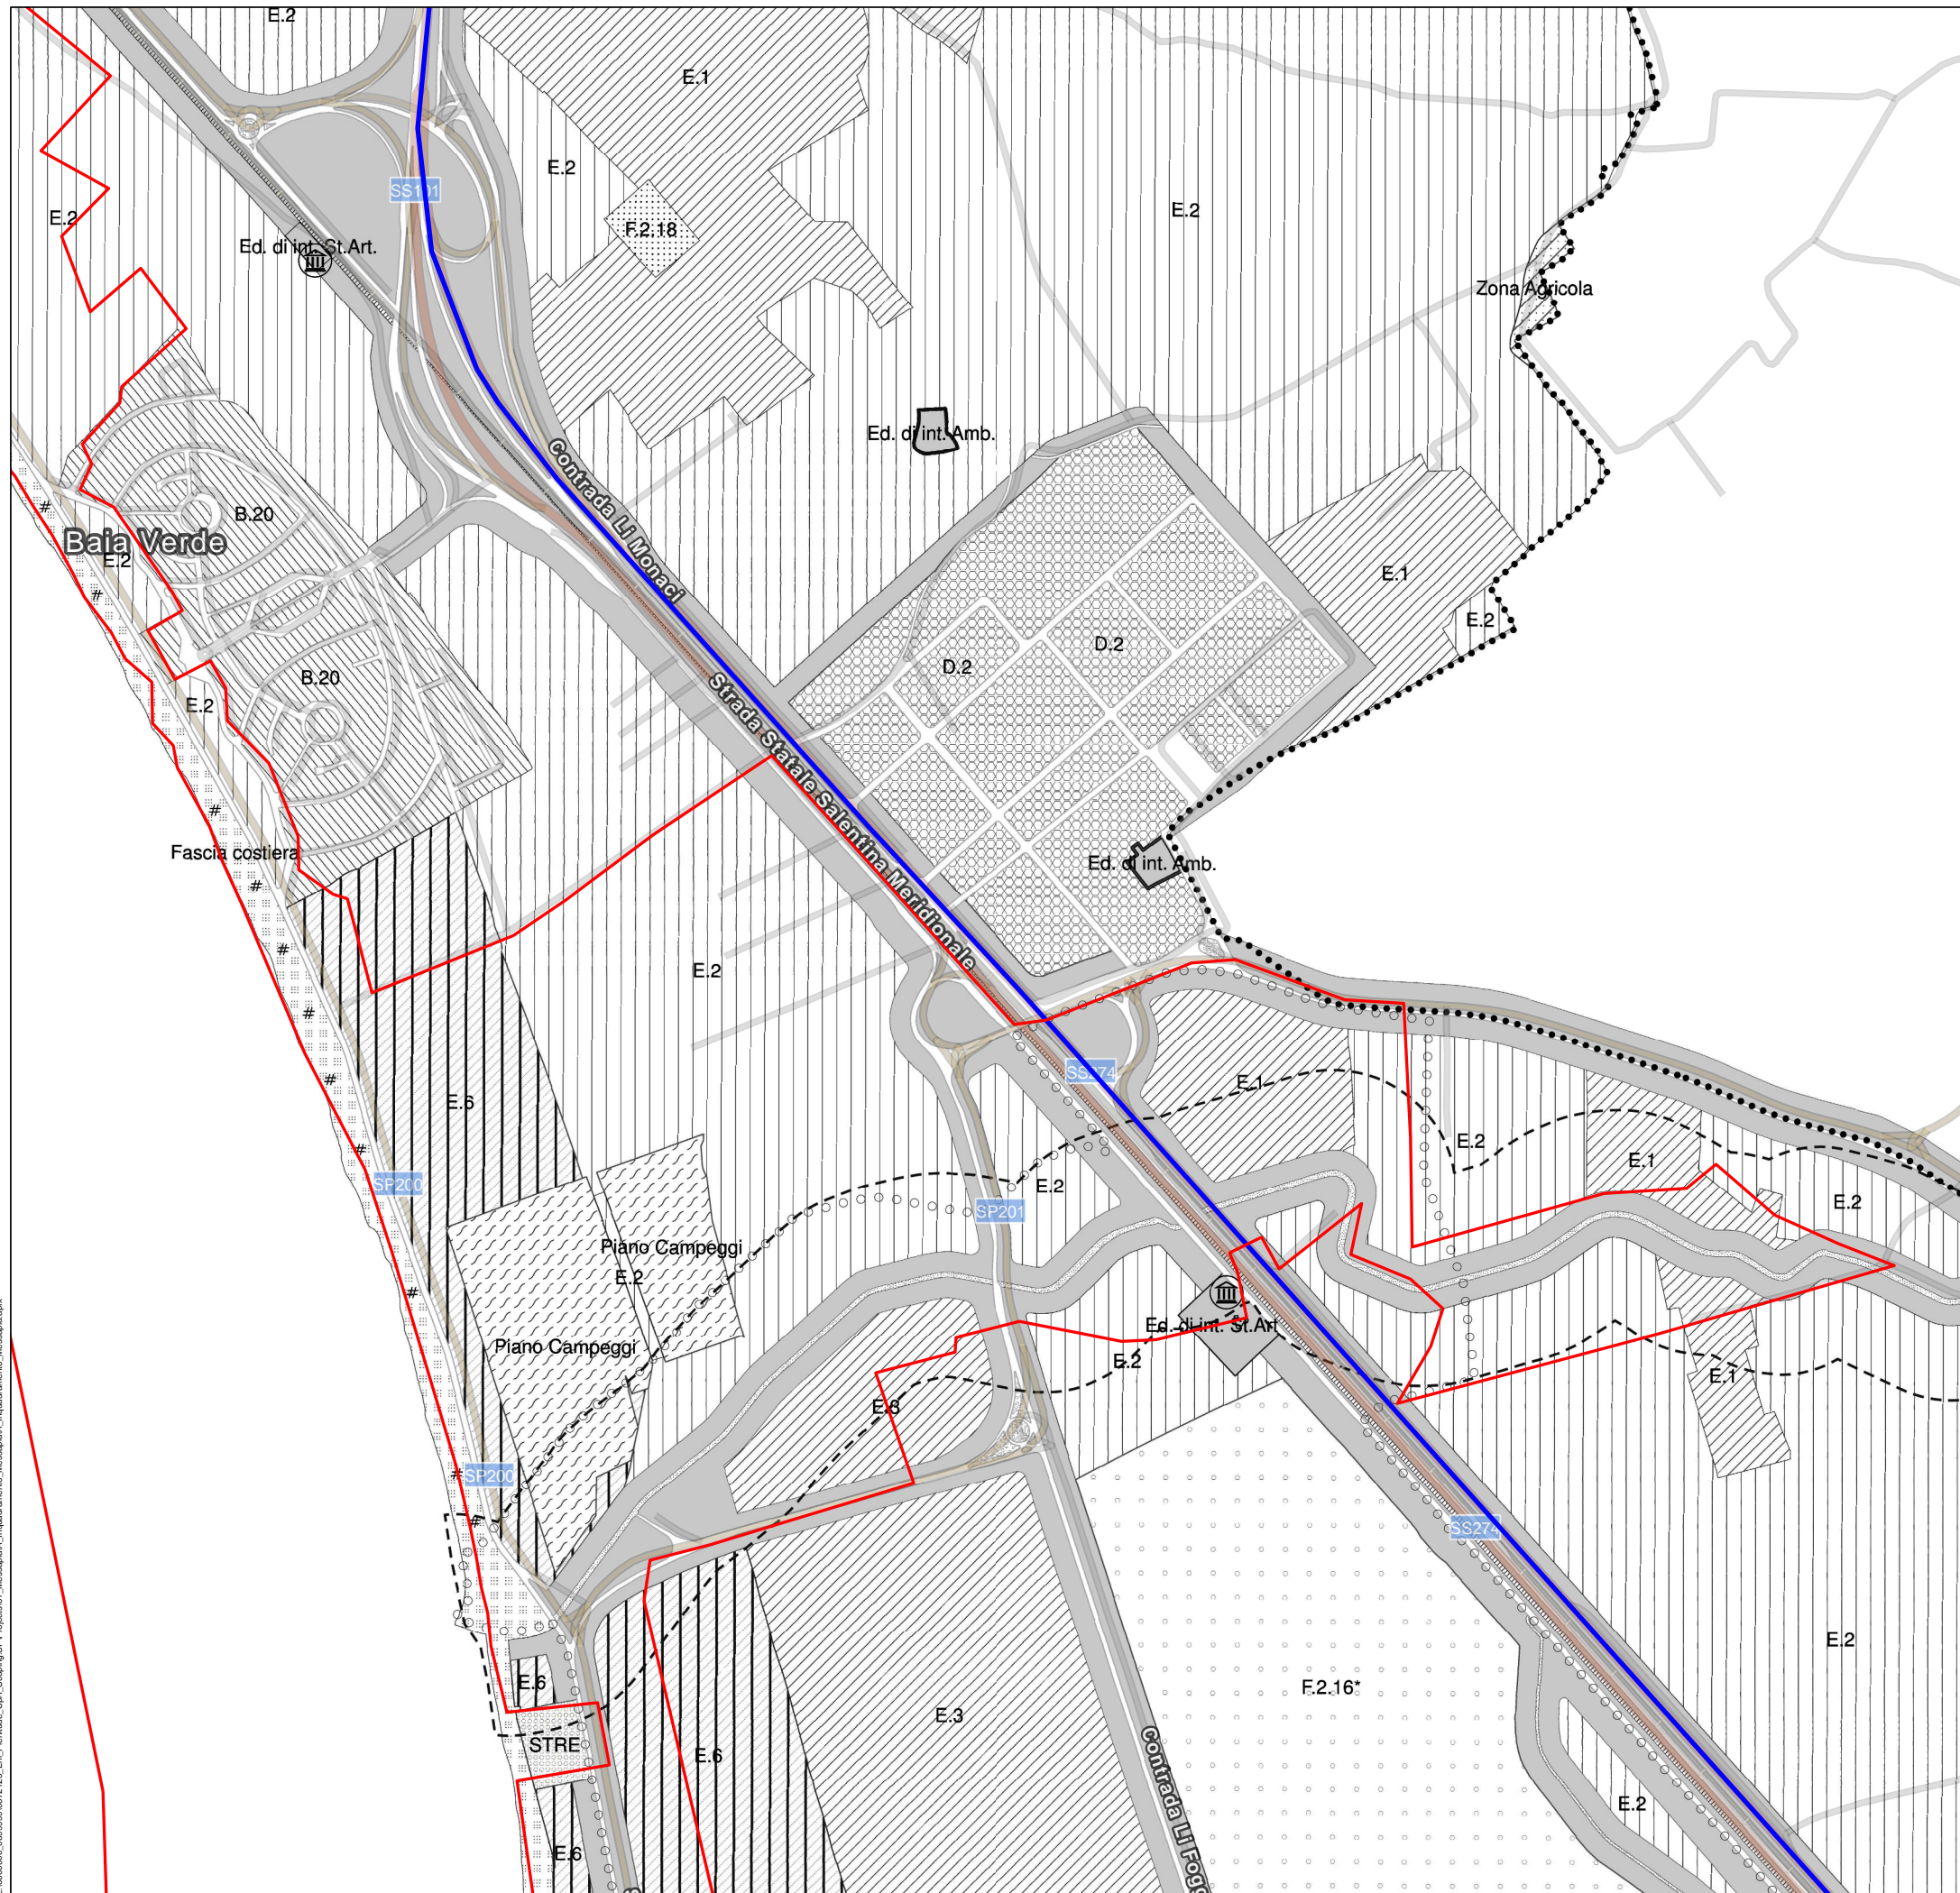 E.2
E.1
E.2
SS101
E.2
F.2.18
E.2
Ed. di int. St.Art.
Zona Agricola
Ed. di int. Amb.
Contrada Li Monaci
B.20
Baia Verde
E.2
#
#
E.1
E.2
D.2
D.2
B.20
E.2
Strada Statale Salentina Meridionale
#
Fascia costiera
#
Ed. di int. Amb.
#
E.2
#
#
SS274
E.1
E.6
E.2
#
E.1
SP200
E.2
E.2
SP201
Piano Campeggi
E.2
#
Ed. di int. St.Art
Piano Campeggi
E.2
E.1
E.3
#
SP200
#
SS274
E.2
E.6
F.2.16*
E.3
STRE
E.6
Contrada Li Fogg
E.2
E.6